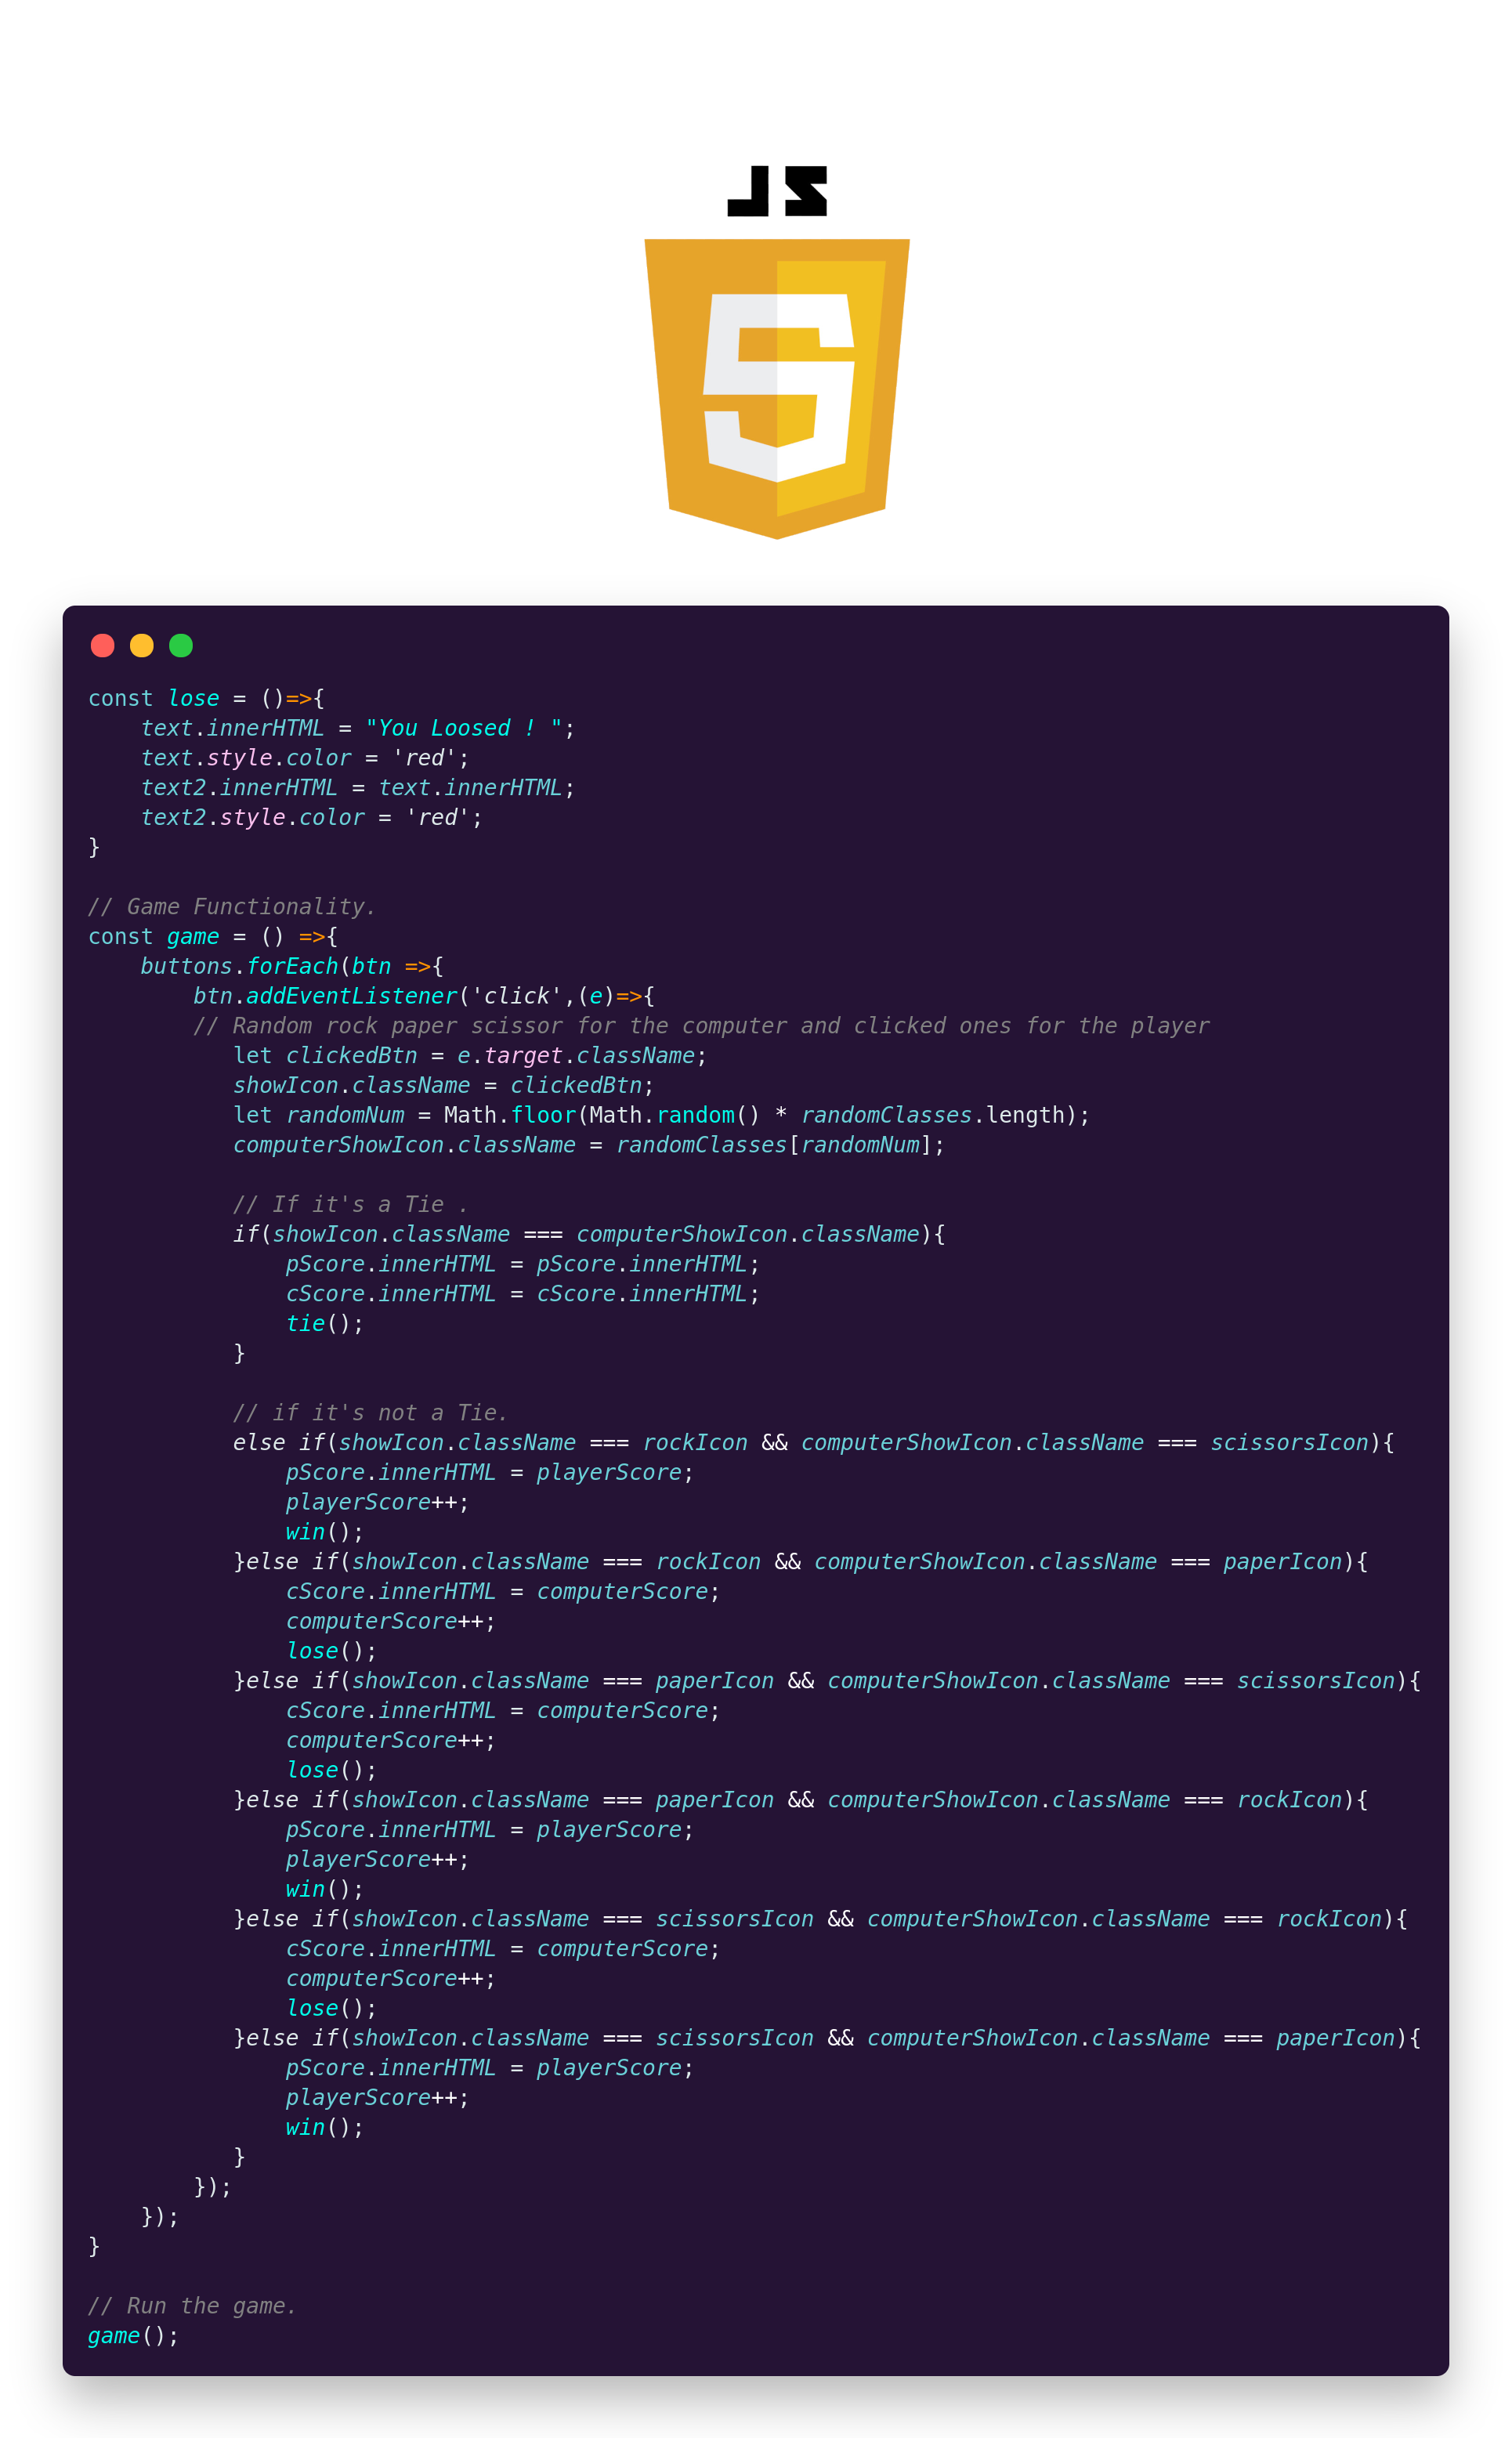 JS
const lose = ()=>{
    text.innerHTML = "You Loosed ! ";
    text.style.color = 'red';
    text2.innerHTML = text.innerHTML;
    text2.style.color = 'red';
}
// Game Functionality.
const game = () =>{
    buttons.forEach(btn =>{
        btn.addEventListener('click',(e)=>{
        // Random rock paper scissor for the computer and clicked ones for the player
           let clickedBtn = e.target.className;
           showIcon.className = clickedBtn;
           let randomNum = Math.floor(Math.random() * randomClasses.length);
           computerShowIcon.className = randomClasses[randomNum];
           // If it's a Tie .
           if(showIcon.className === computerShowIcon.className){
               pScore.innerHTML = pScore.innerHTML;
               cScore.innerHTML = cScore.innerHTML;
               tie();
           }
           // if it's not a Tie.
           else if(showIcon.className === rockIcon && computerShowIcon.className === scissorsIcon){
               pScore.innerHTML = playerScore;
               playerScore++;
               win();
           }else if(showIcon.className === rockIcon && computerShowIcon.className === paperIcon){
               cScore.innerHTML = computerScore;
               computerScore++;
               lose();
           }else if(showIcon.className === paperIcon && computerShowIcon.className === scissorsIcon){
               cScore.innerHTML = computerScore;
               computerScore++;
               lose();
           }else if(showIcon.className === paperIcon && computerShowIcon.className === rockIcon){
               pScore.innerHTML = playerScore;
               playerScore++;
               win();
           }else if(showIcon.className === scissorsIcon && computerShowIcon.className === rockIcon){
               cScore.innerHTML = computerScore;
               computerScore++;
               lose();
           }else if(showIcon.className === scissorsIcon && computerShowIcon.className === paperIcon){
               pScore.innerHTML = playerScore;
               playerScore++;
               win();
           }
        });
    });
}
// Run the game.
game();